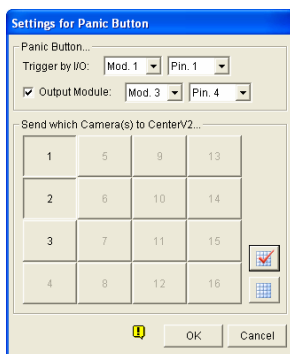 Settings for Panic Button
Panic Button...
Trigger by I/O: Mod. 1 Pin. 1
Output Module: Mod. 3 Pin. 4
Send which Camera(s) to CenterV2...
1 5 9 13
2 6 10 14
3 7 11 15
4 8 12 16
OK Cancel